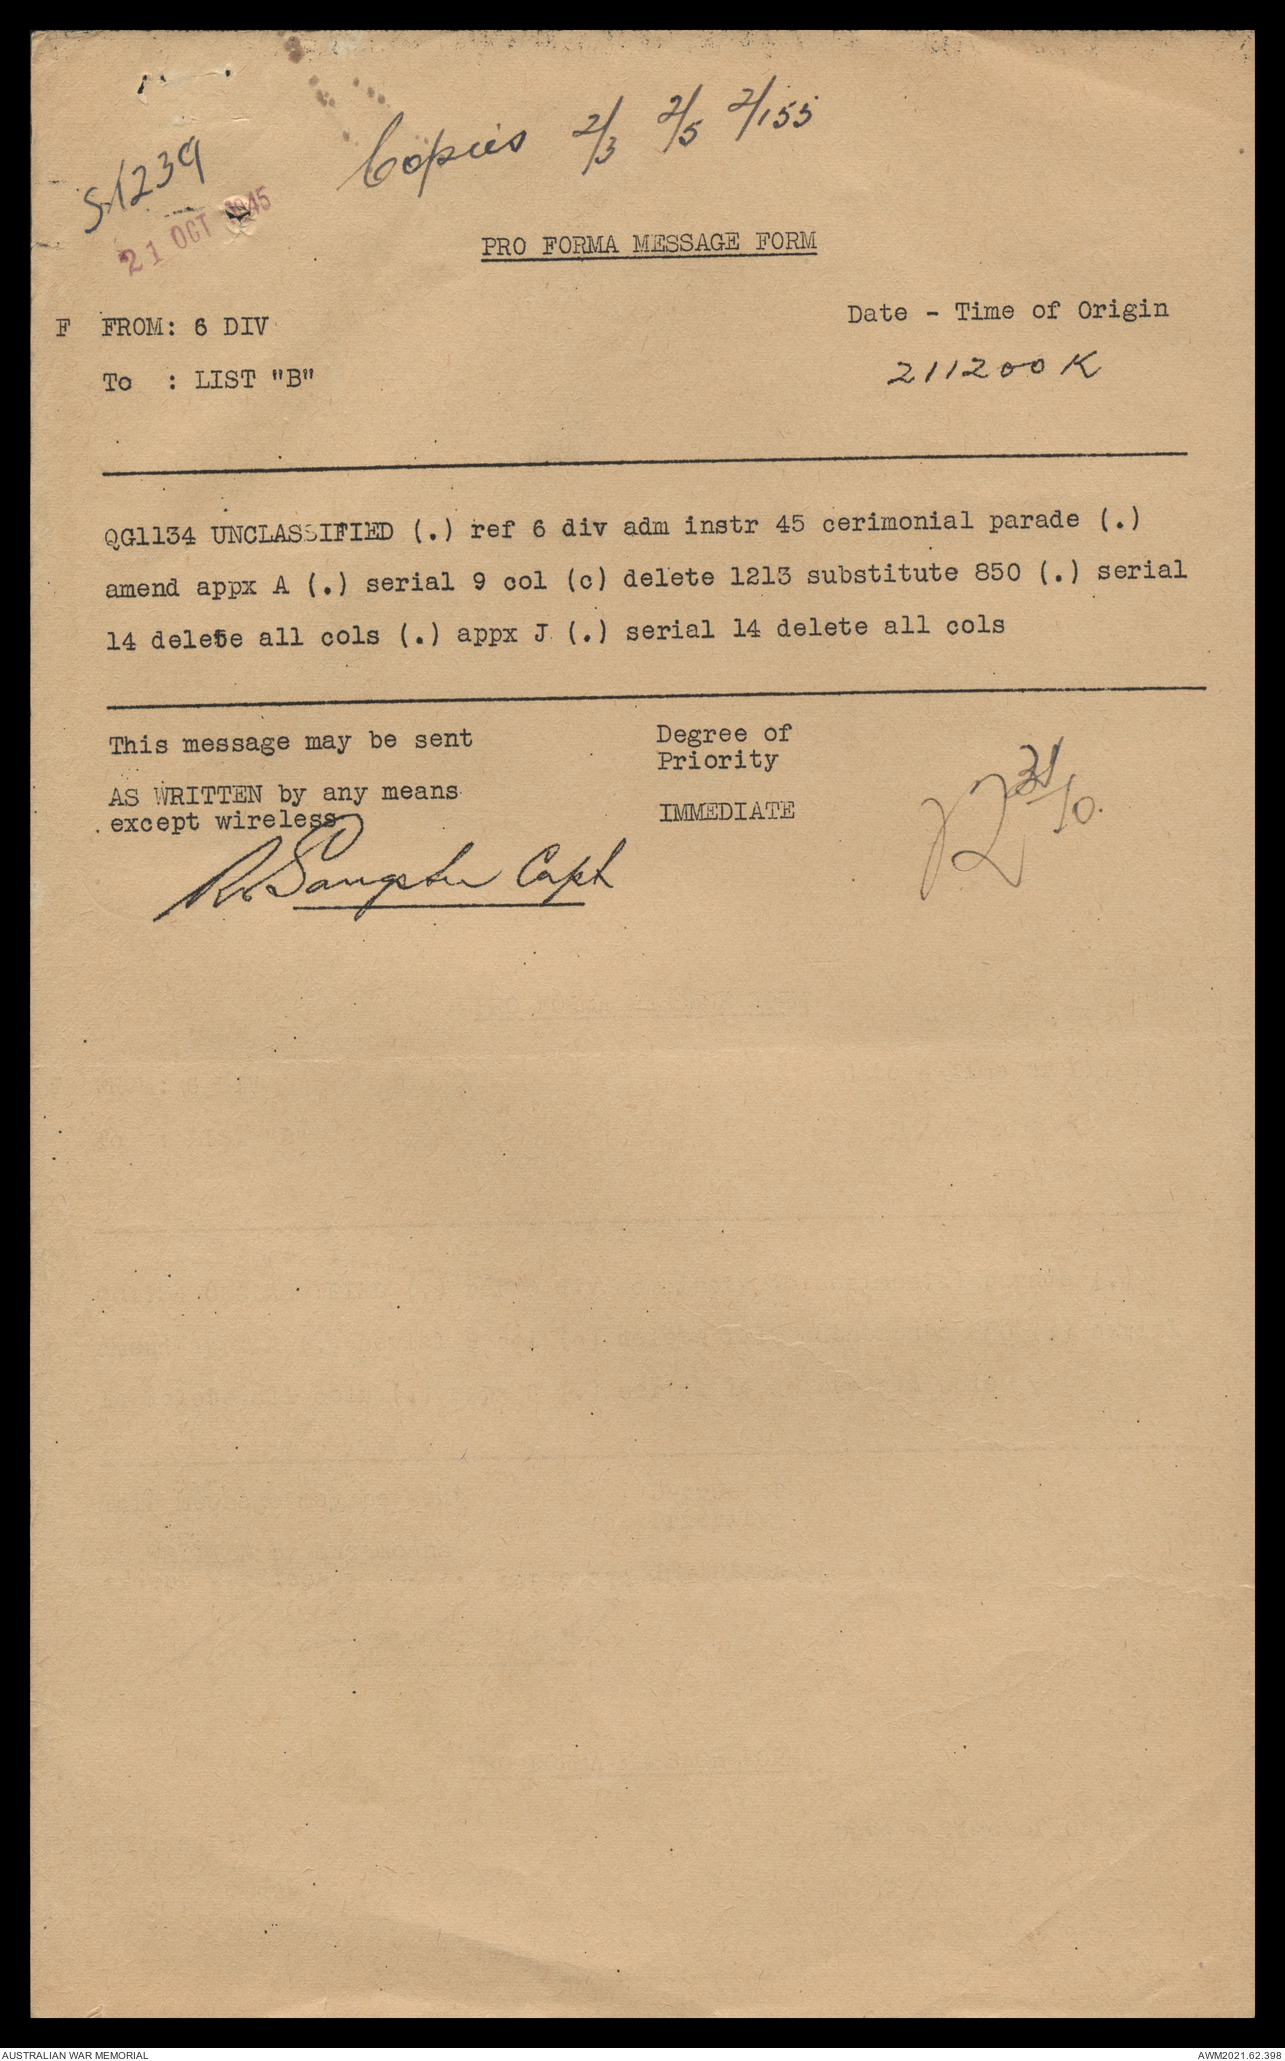 Copies 2/3 2/5 2/155
S1239
21 OCT 1945
PRO FORMA MESSAGE FORM
Date - Time of Origin
F FROM: 6 DIV
211200K
To : LIST "B"
QG1134 UNCLASSIFIED (.) ref 6 div adm instr 45 cerimonial parade (.)
amend appx A (.) serial 9 col (c) delete 1213 substitute 850 (.) serial
14 delete all cols (.) appx J (.) serial 14 delete all cols
This message may be sent
Degree of
Priority
AS WRITTEN by any means
except wireless
IMMEDIATE
Sangster Capt
AUSTRALIAN WAR MEMORIAL
AWM2021.62.398